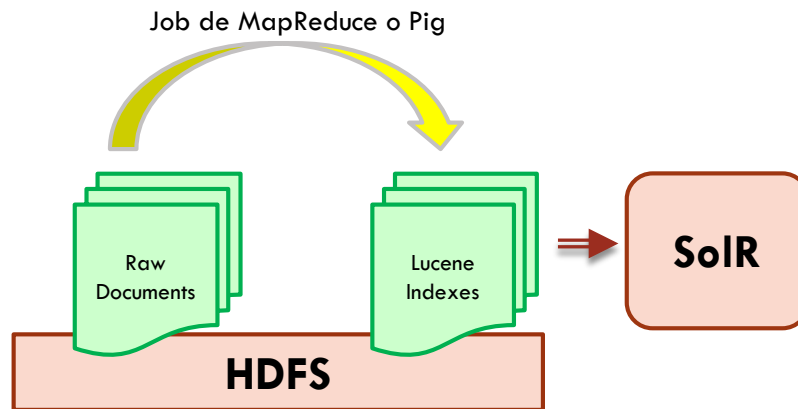 Job de MapReduce o Pig
Raw
Documents
Lucene
Indexes
SolR
HDFS